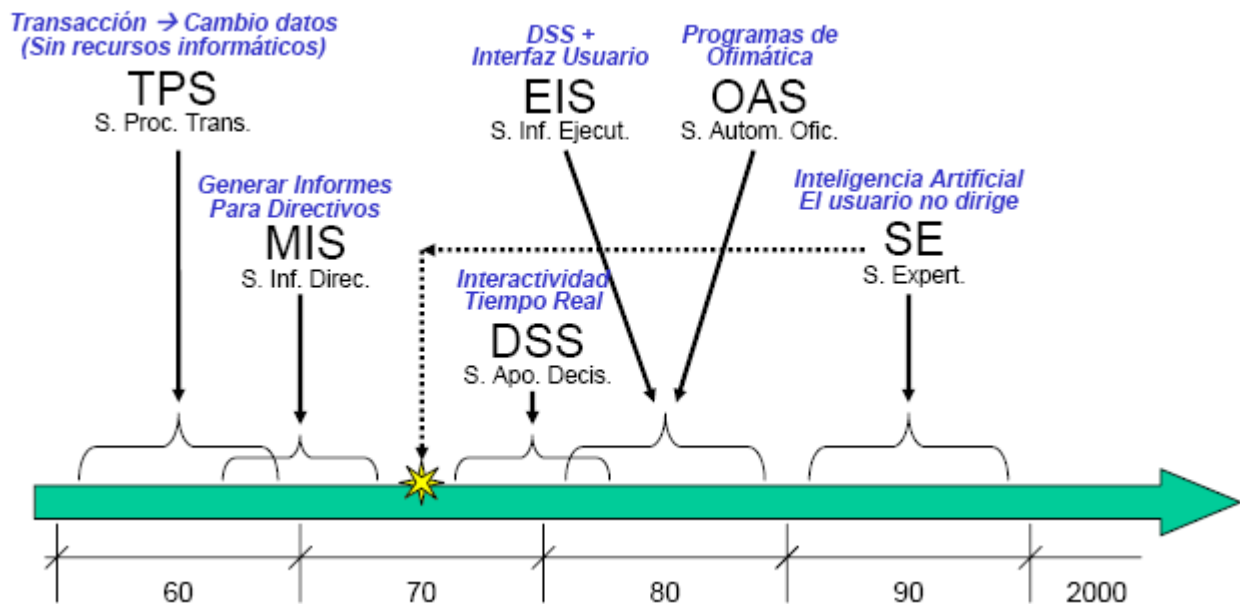 Transacción → Cambio datos
(Sin recursos informáticos)
TPS
S. Proc. Trans.
DSS +
Interfaz Usuario
EIS
S. Inf. Ejecut.
Programas de
Ofimática
OAS
S. Autom. Ofic.
Generar Informes
Para Directivos
MIS
S. Inf. Direc.
Inteligencia Artificial
El usuario no dirige
SE
S. Expert.
Interactividad
Tiempo Real
DSS
S. Apo. Decis.
60 70 80 90 2000